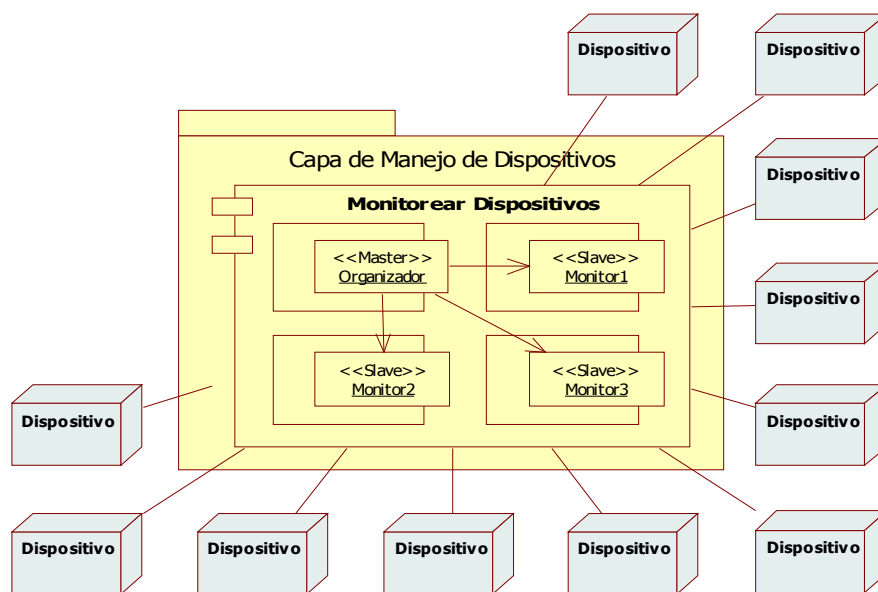 Dispositivo
Dispositivo
Capa de Manejo de Dispositivos
Dispositivo
Monitorear Dispositivos
<<Master>>
Organizador
<<Slave>>
Monitor1
Dispositivo
<<Slave>>
Monitor2
<<Slave>>
Monitor3
Dispositivo
Dispositivo
Dispositivo
Dispositivo
Dispositivo
Dispositivo
Dispositivo